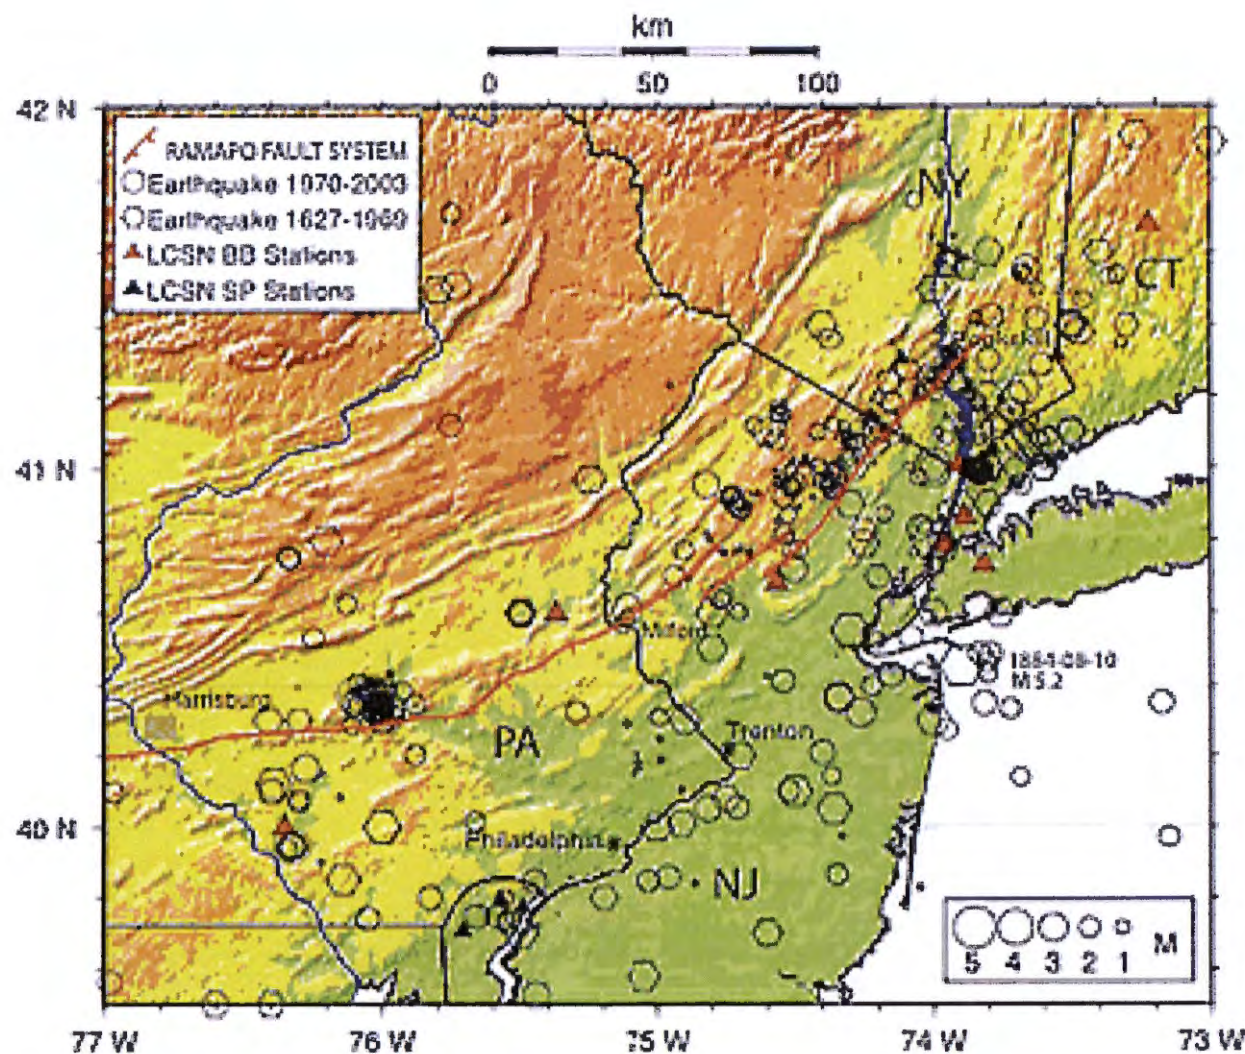 km
0 50 100
42 N
RAMAPO FAULT SYSTEM
Earthquake 1970-2003
Earthquake 1627-1969
LCSN BB Stations
LCSN SP Stations
NY
CT
41 N
Milford
1884-08-10
M 5.2
Harrisburg
PA
Trenton
40 N
Philadelphia
NJ
5 4 3 2 1 M
77 W 76 W 75 W 74 W 73 W